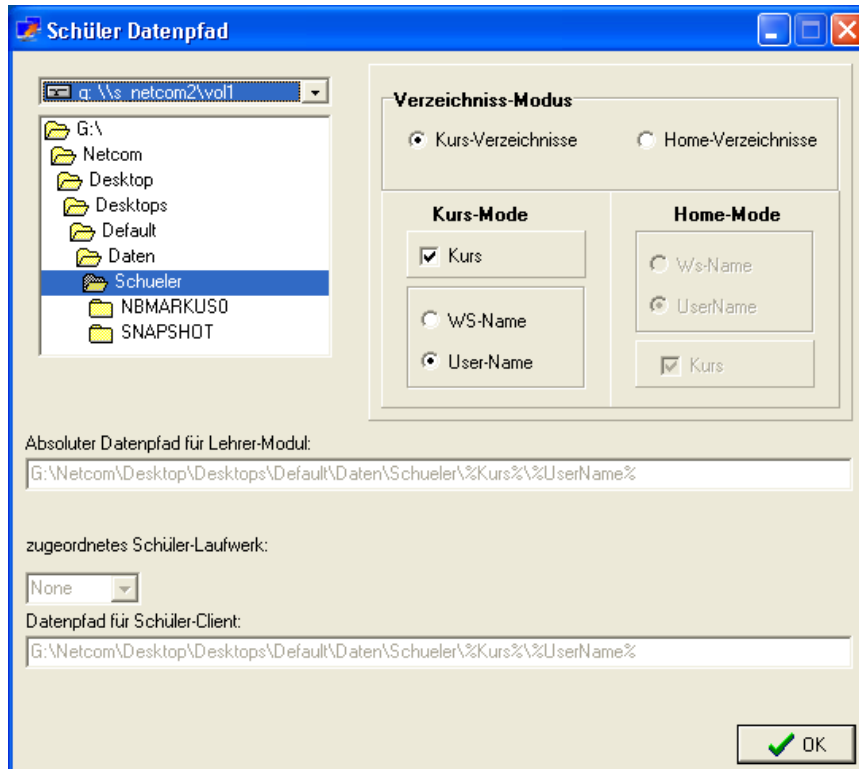 Schüler Datenpfad
g: \\s_netcom2\vol1
G:\
Netcom
Desktop
Desktops
Default
Daten
Schueler
NBMARKUS0
SNAPSHOT
Verzeichniss-Modus
Kurs-Verzeichnisse
Home-Verzeichnisse
Kurs-Mode
Kurs
WS-Name
User-Name
Home-Mode
Ws-Name
UserName
Kurs
Absoluter Datenpfad für Lehrer-Modul:
G:\Netcom\Desktop\Desktops\Default\Daten\Schueler\%Kurs%\%UserName%
zugeordnetes Schüler-Laufwerk:
None
Datenpfad für Schüler-Client:
G:\Netcom\Desktop\Desktops\Default\Daten\Schueler\%Kurs%\%UserName%
OK